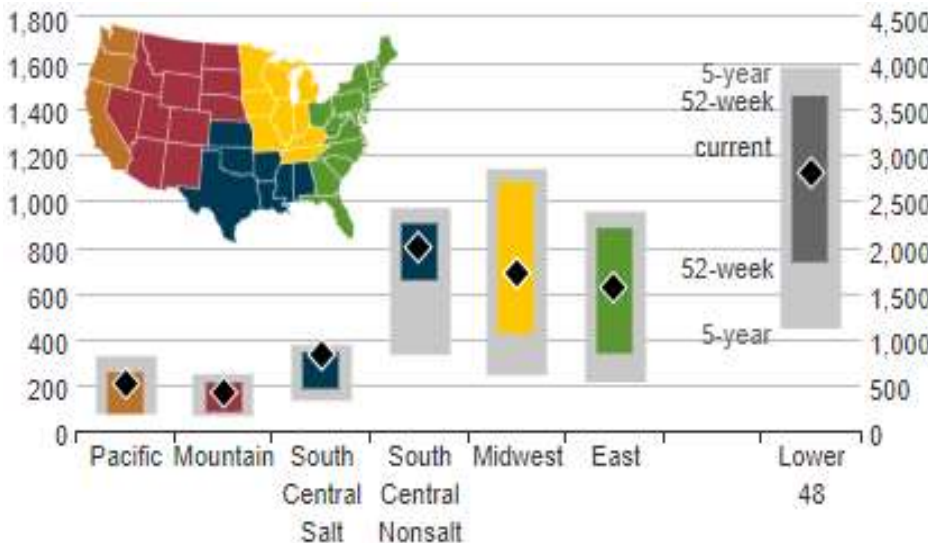 1,800
1,600
1,400
1,200
1,000
800
600
400
200
0
4,500
4,000
3,500
3,000
2,500
2,000
1,500
1,000
500
0
5-year
52-week
current
52-week
5-year
Pacific
Mountain
South
Central
Salt
South
Central
Nonsalt
Midwest
East
Lower
48